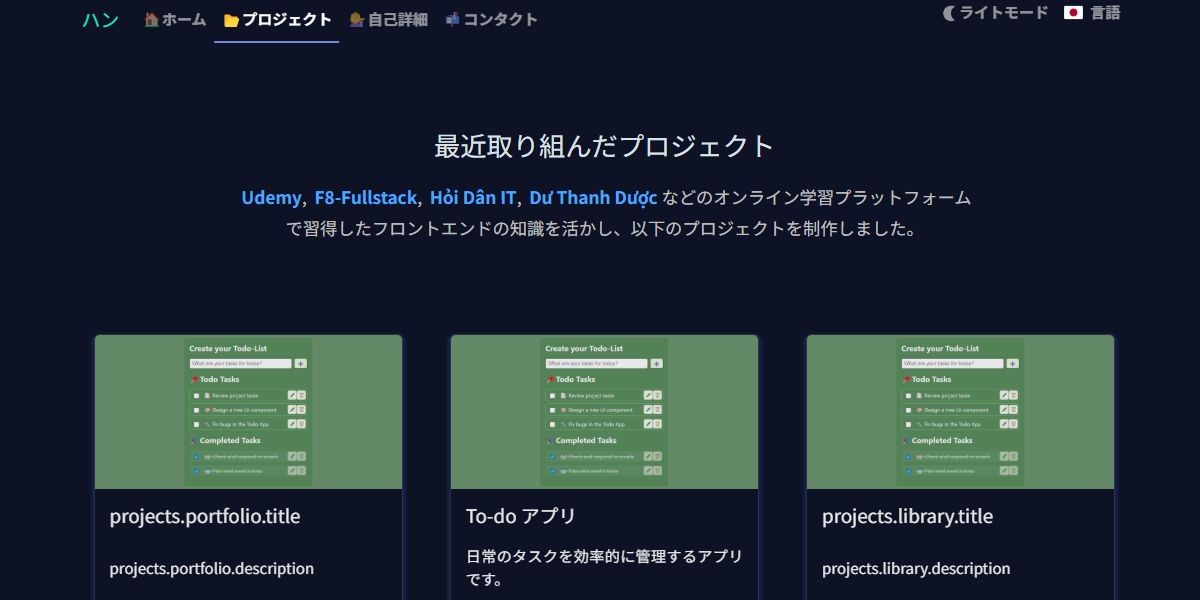 ハン ホーム プロジェクト 自己詳細 コンタクト ライトモード 言語
最近取り組んだプロジェクト
Udemy, F8-Fullstack, Hỏi Dân IT, Dư Thanh Được などのオンライン学習プラットフォーム
で習得したフロントエンドの知識を活かし、以下のプロジェクトを制作しました。
Create your Todo-List
What are your tasks for today?
Todo Tasks
Review project tasks
Design a new UI component
Fix bugs in the Todo App
Completed Tasks
Check and respond to emails
Plan next week's tasks
projects.portfolio.title
projects.portfolio.description
Create your Todo-List
What are your tasks for today?
Todo Tasks
Review project tasks
Design a new UI component
Fix bugs in the Todo App
Completed Tasks
Check and respond to emails
Plan next week's tasks
To-do アプリ
日常のタスクを効率的に管理するアプリ
です。
Create your Todo-List
What are your tasks for today?
Todo Tasks
Review project tasks
Design a new UI component
Fix bugs in the Todo App
Completed Tasks
Check and respond to emails
Plan next week's tasks
projects.library.title
projects.library.description